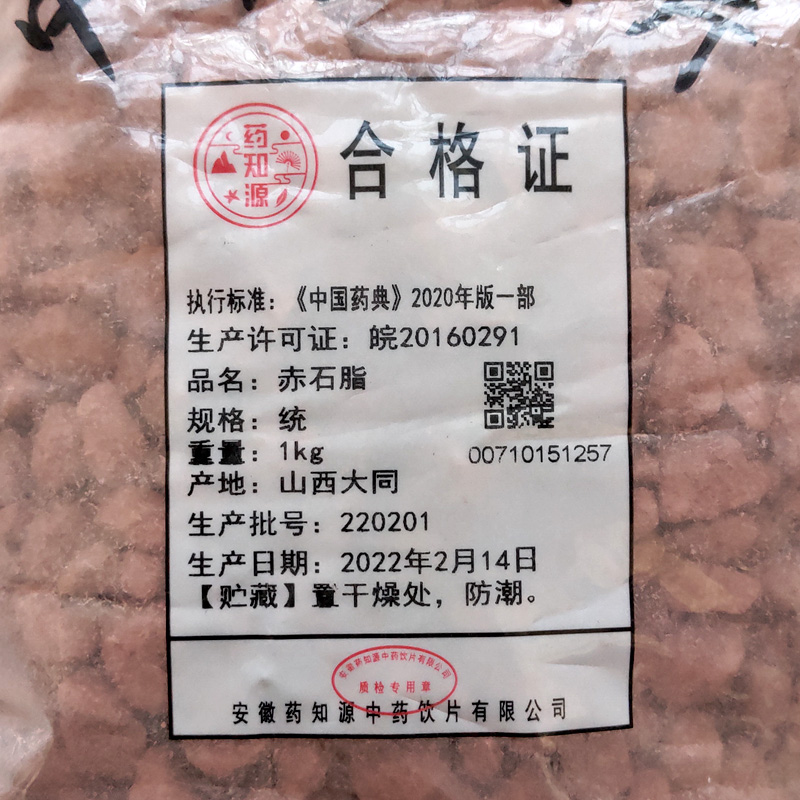 药知源
合格证
执行标准：《中国药典》2020年版一部
生产许可证：皖20160291
品名：赤石脂
规格：统
重量：1kg
00710151257
产地：山西大同
生产批号：220201
生产日期：2022年2月14日
【贮藏】置干燥处，防潮。
安徽药知源中药饮片有限公司
质检专用章
安徽药知源中药饮片有限公司